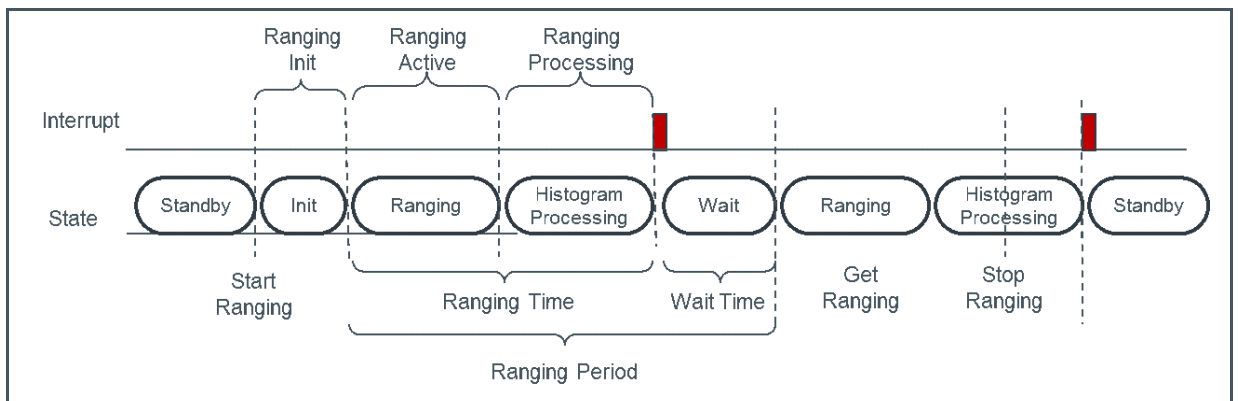 Ranging Init
Ranging Active
Ranging Processing
Interrupt
State
Standby
Init
Ranging
Histogram Processing
Wait
Ranging
Histogram Processing
Standby
Start Ranging
Ranging Time
Wait Time
Get Ranging
Stop Ranging
Ranging Period